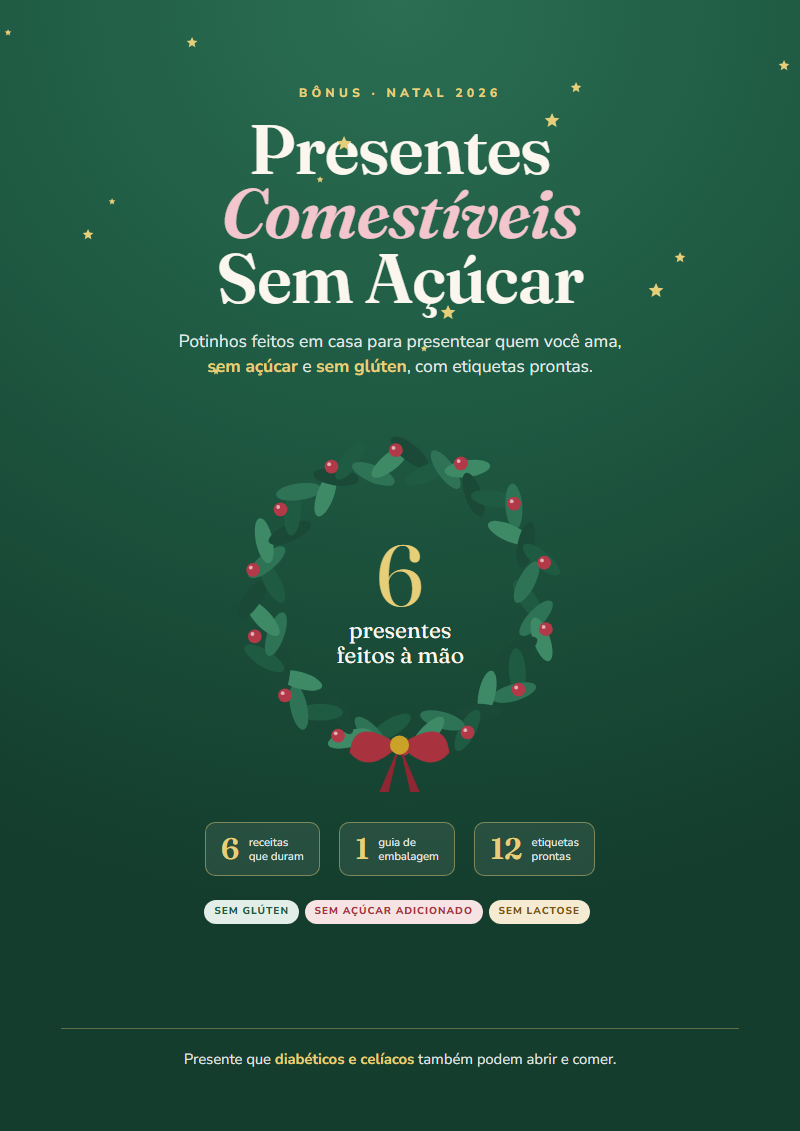 BÔNUS · NATAL 2026
Presentes
Comestíveis
Sem Açúcar
Potinhos feitos em casa para presentear quem você ama,
sem açúcar e sem glúten, com etiquetas prontas.
6
presentes
feitos à mão
6 receitas
que duram
1 guia de
embalagem
12 etiquetas
prontas
SEM GLÚTEN
SEM AÇÚCAR ADICIONADO
SEM LACTOSE
Presente que diabéticos e celíacos também podem abrir e comer.